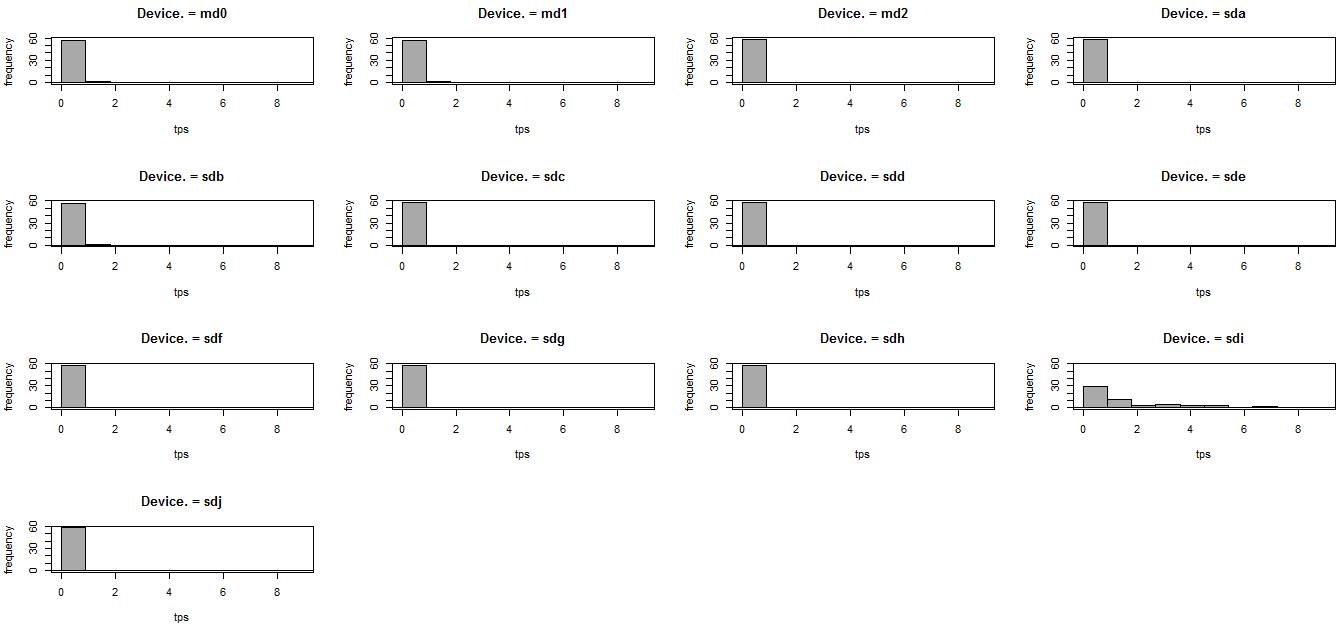 Device. = md0 Device. = md1 Device. = md2 Device. = sda
frequency 0 30 60 frequency 0 30 60 frequency 0 30 60 frequency 0 30 60
0 2 4 6 8 0 2 4 6 8 0 2 4 6 8 0 2 4 6 8
tps tps tps tps
Device. = sdb Device. = sdc Device. = sdd Device. = sde
frequency 0 30 60 frequency 0 30 60 frequency 0 30 60 frequency 0 30 60
0 2 4 6 8 0 2 4 6 8 0 2 4 6 8 0 2 4 6 8
tps tps tps tps
Device. = sdf Device. = sdg Device. = sdh Device. = sdi
frequency 0 30 60 frequency 0 30 60 frequency 0 30 60 frequency 0 30 60
0 2 4 6 8 0 2 4 6 8 0 2 4 6 8 0 2 4 6 8
tps tps tps tps
Device. = sdj
frequency 0 30 60
0 2 4 6 8
tps